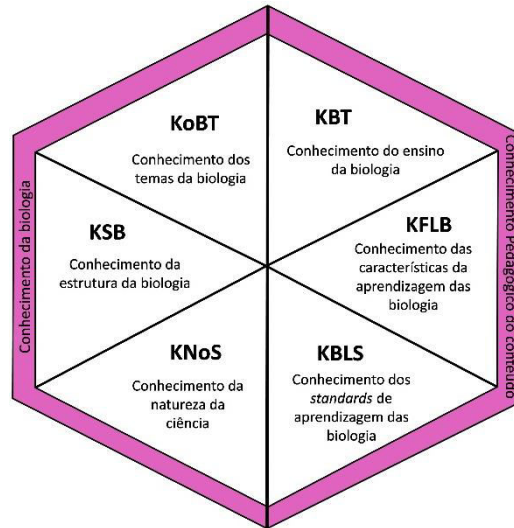 KoBT
Conhecimento dos
temas da biologia
KBT
Conhecimento do ensino
da biologia
KSB
Conhecimento da
estrutura da biologia
KFLB
Conhecimento das
características da
aprendizagem das
biologia
KNoS
Conhecimento da
natureza da
ciência
KBLS
Conhecimento dos
standards de
aprendizagem das
biologia
Conhecimento da biologia
Conhecimento Pedagogico do conteúdo